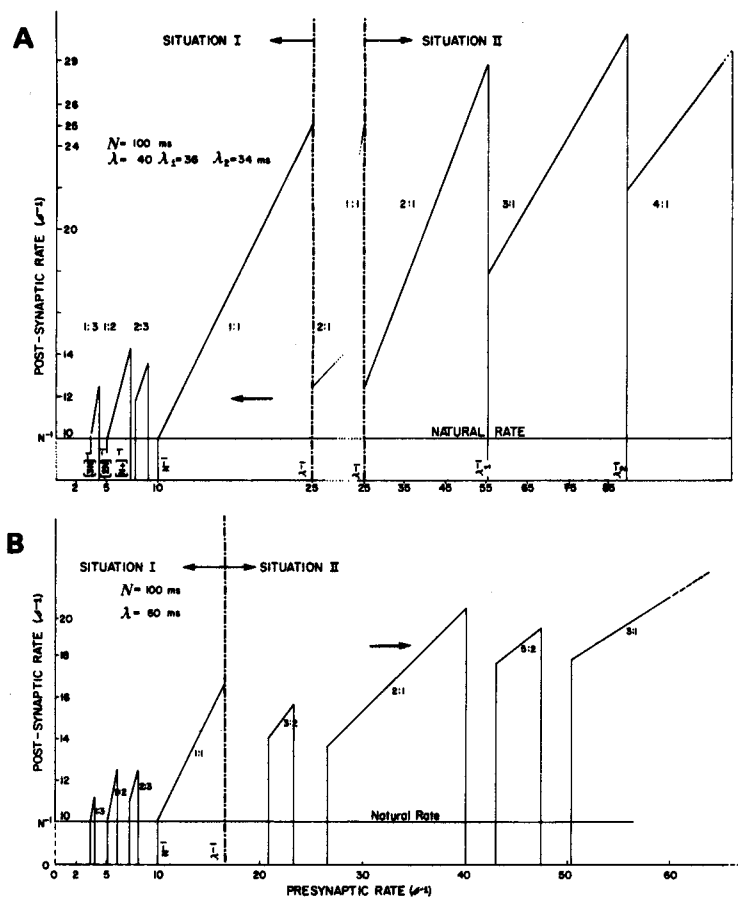 A
SITUATION I
SITUATION II
POST-SYNAPTIC RATE (s⁻¹)
29
26
25
24
20
14
12
N⁻¹ 10
N = 100 ms
λ = 40 λ₁=36 λ₂=34 ms
1:3 1:2 2:3
1:1
2:1
1:1
2:1
3:1
4:1
NATURAL RATE
N⁻¹
λ⁻¹
λ⁻¹
2 5 10 25 25 35 45 55 65 75 85
B
SITUATION I
SITUATION II
N = 100 ms
λ = 60 ms
POST-SYNAPTIC RATE (s⁻¹)
20
18
16
14
12
N⁻¹ 10
0
1:1
3:2
2:1
5:2
3:1
2:3
Natural Rate
N⁻¹
λ⁻¹
0 2 5 10 20 30 40 50 60
PRESYNAPTIC RATE (s⁻¹)